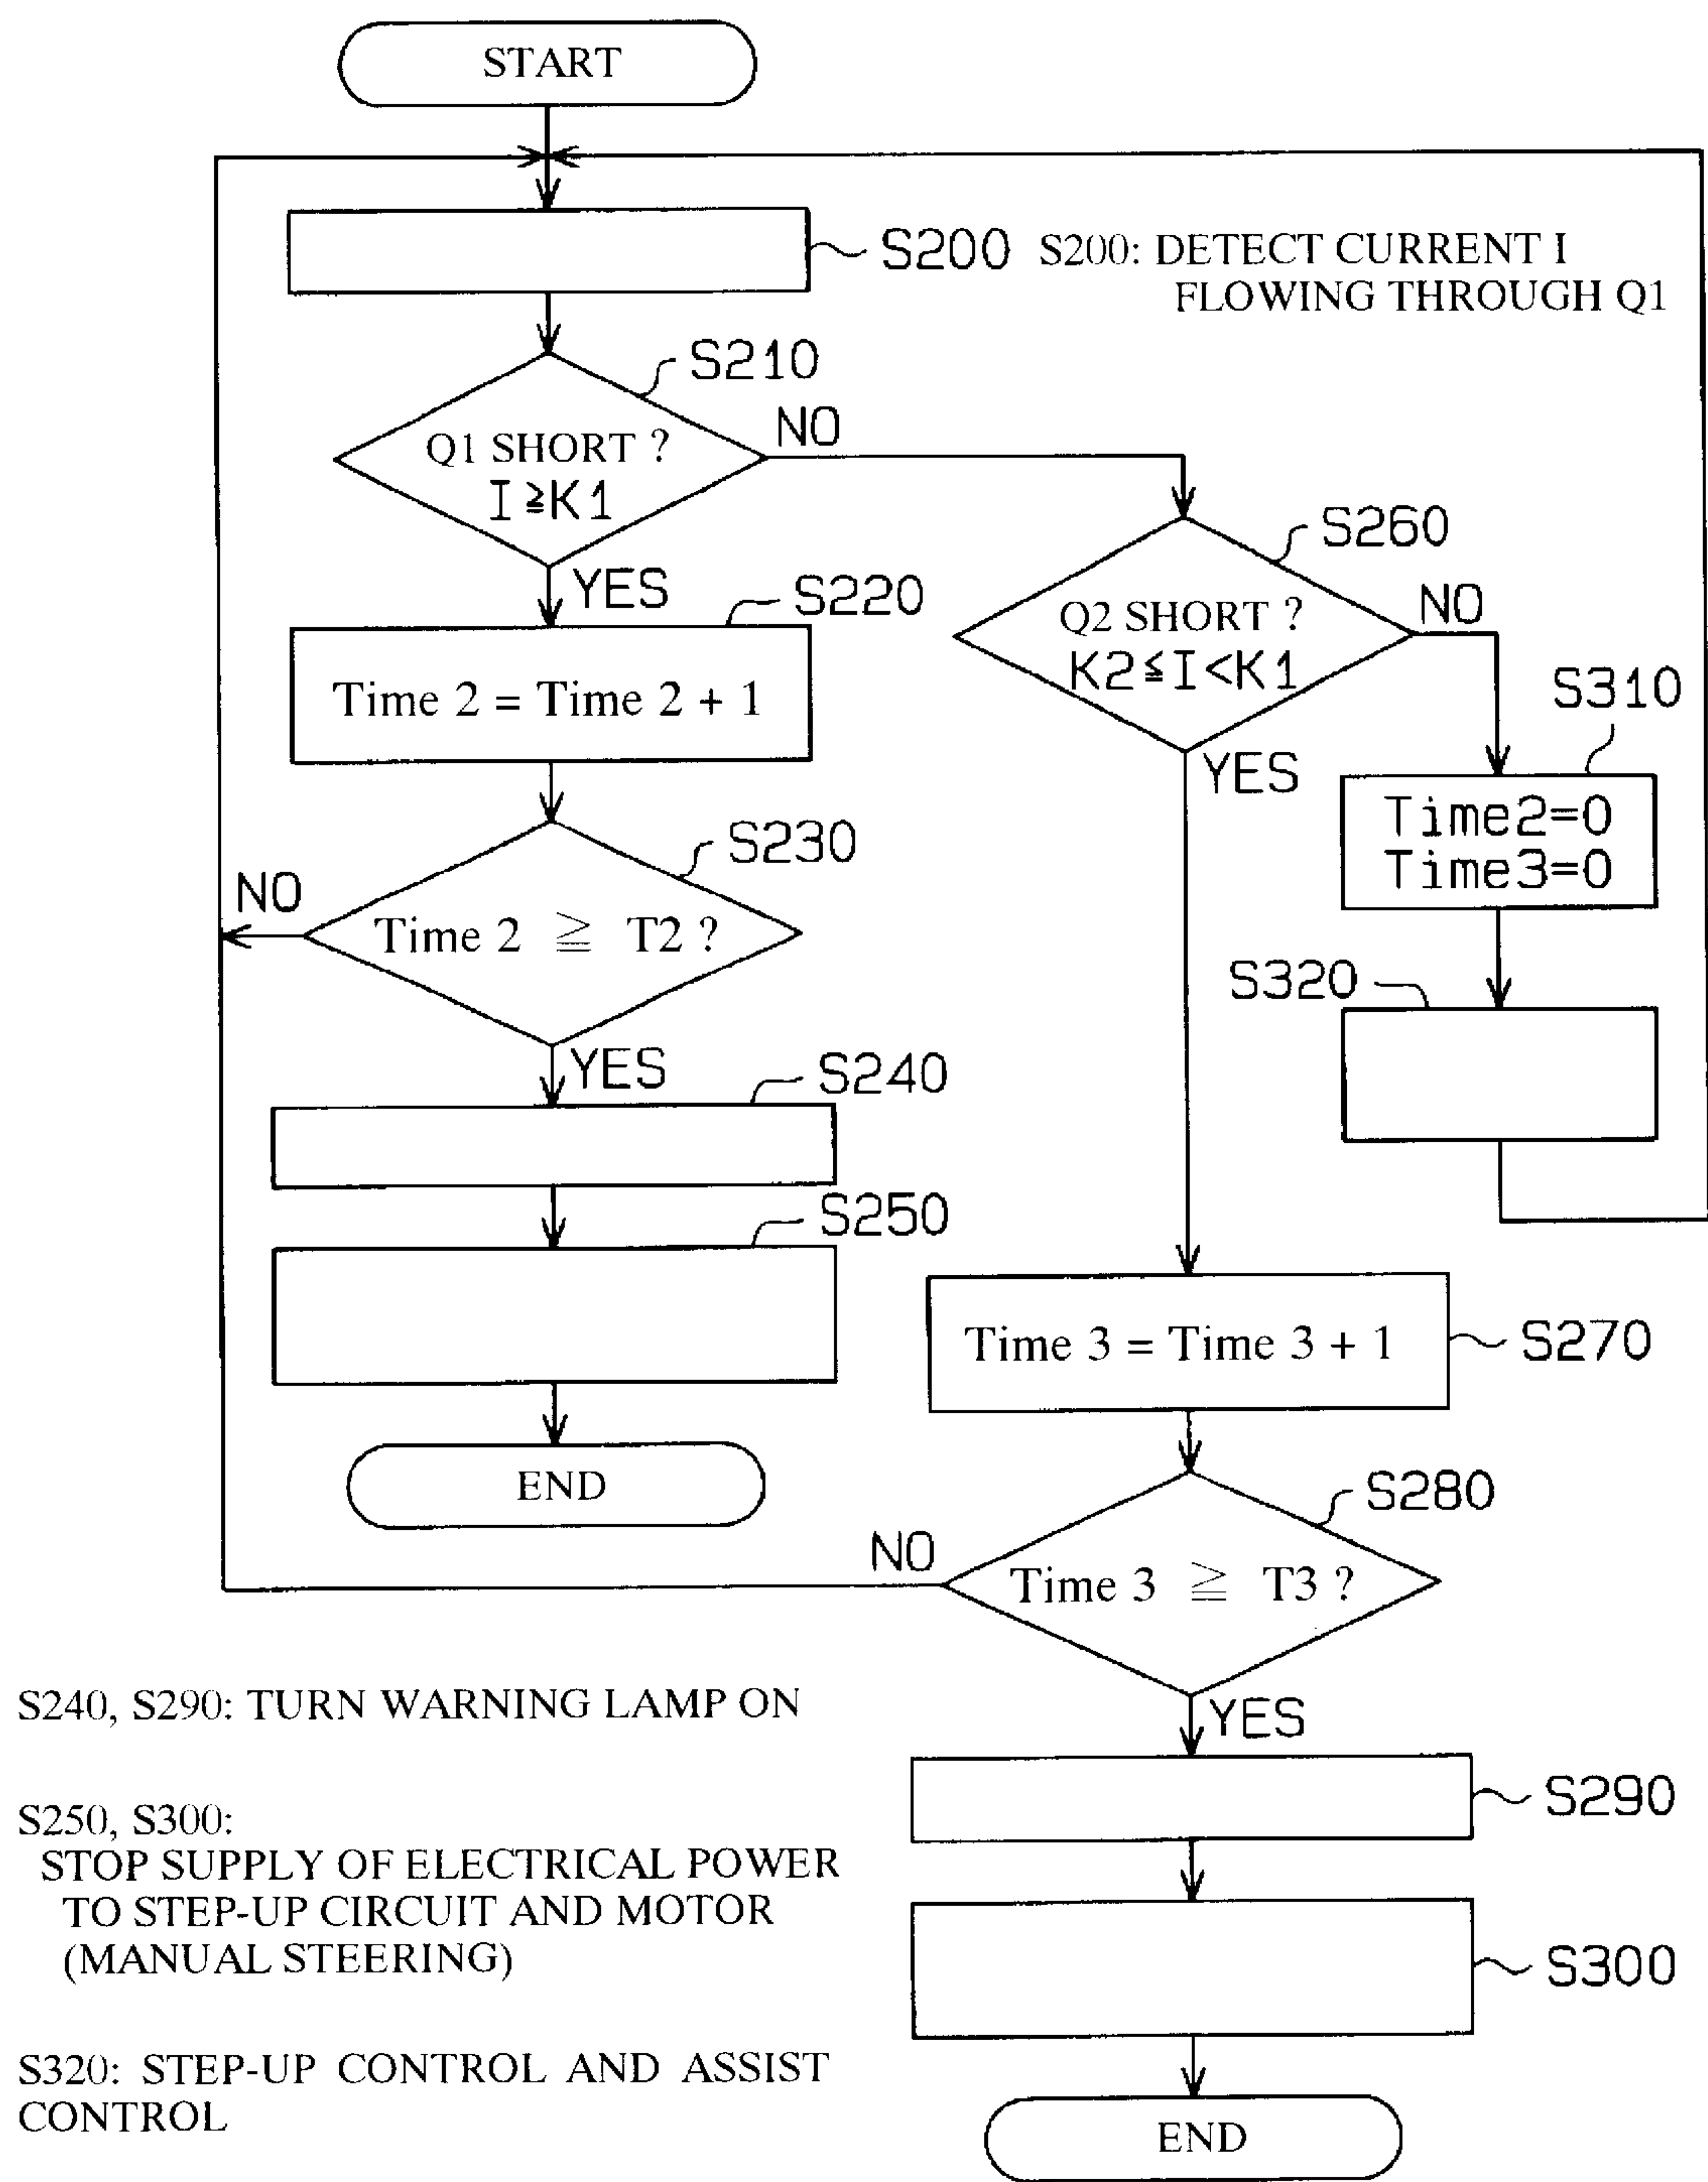 START
S200
S200: DETECT CURRENT I
FLOWING THROUGH Q1
S210
Q1 SHORT ?
I≧K1
NO
YES
S260
Q2 SHORT ?
K2≦I<K1
NO
YES
S220
Time 2 = Time 2 + 1
S310
Time2=0
Time3=0
S230
Time 2 ≧ T2 ?
NO
YES
S320
S240
S250
END
Time 3 = Time 3 + 1
S270
S280
Time 3 ≧ T3 ?
NO
YES
S290
S300
END
S240, S290: TURN WARNING LAMP ON
S250, S300:
STOP SUPPLY OF ELECTRICAL POWER
TO STEP-UP CIRCUIT AND MOTOR
(MANUAL STEERING)
S320: STEP-UP CONTROL AND ASSIST
CONTROL